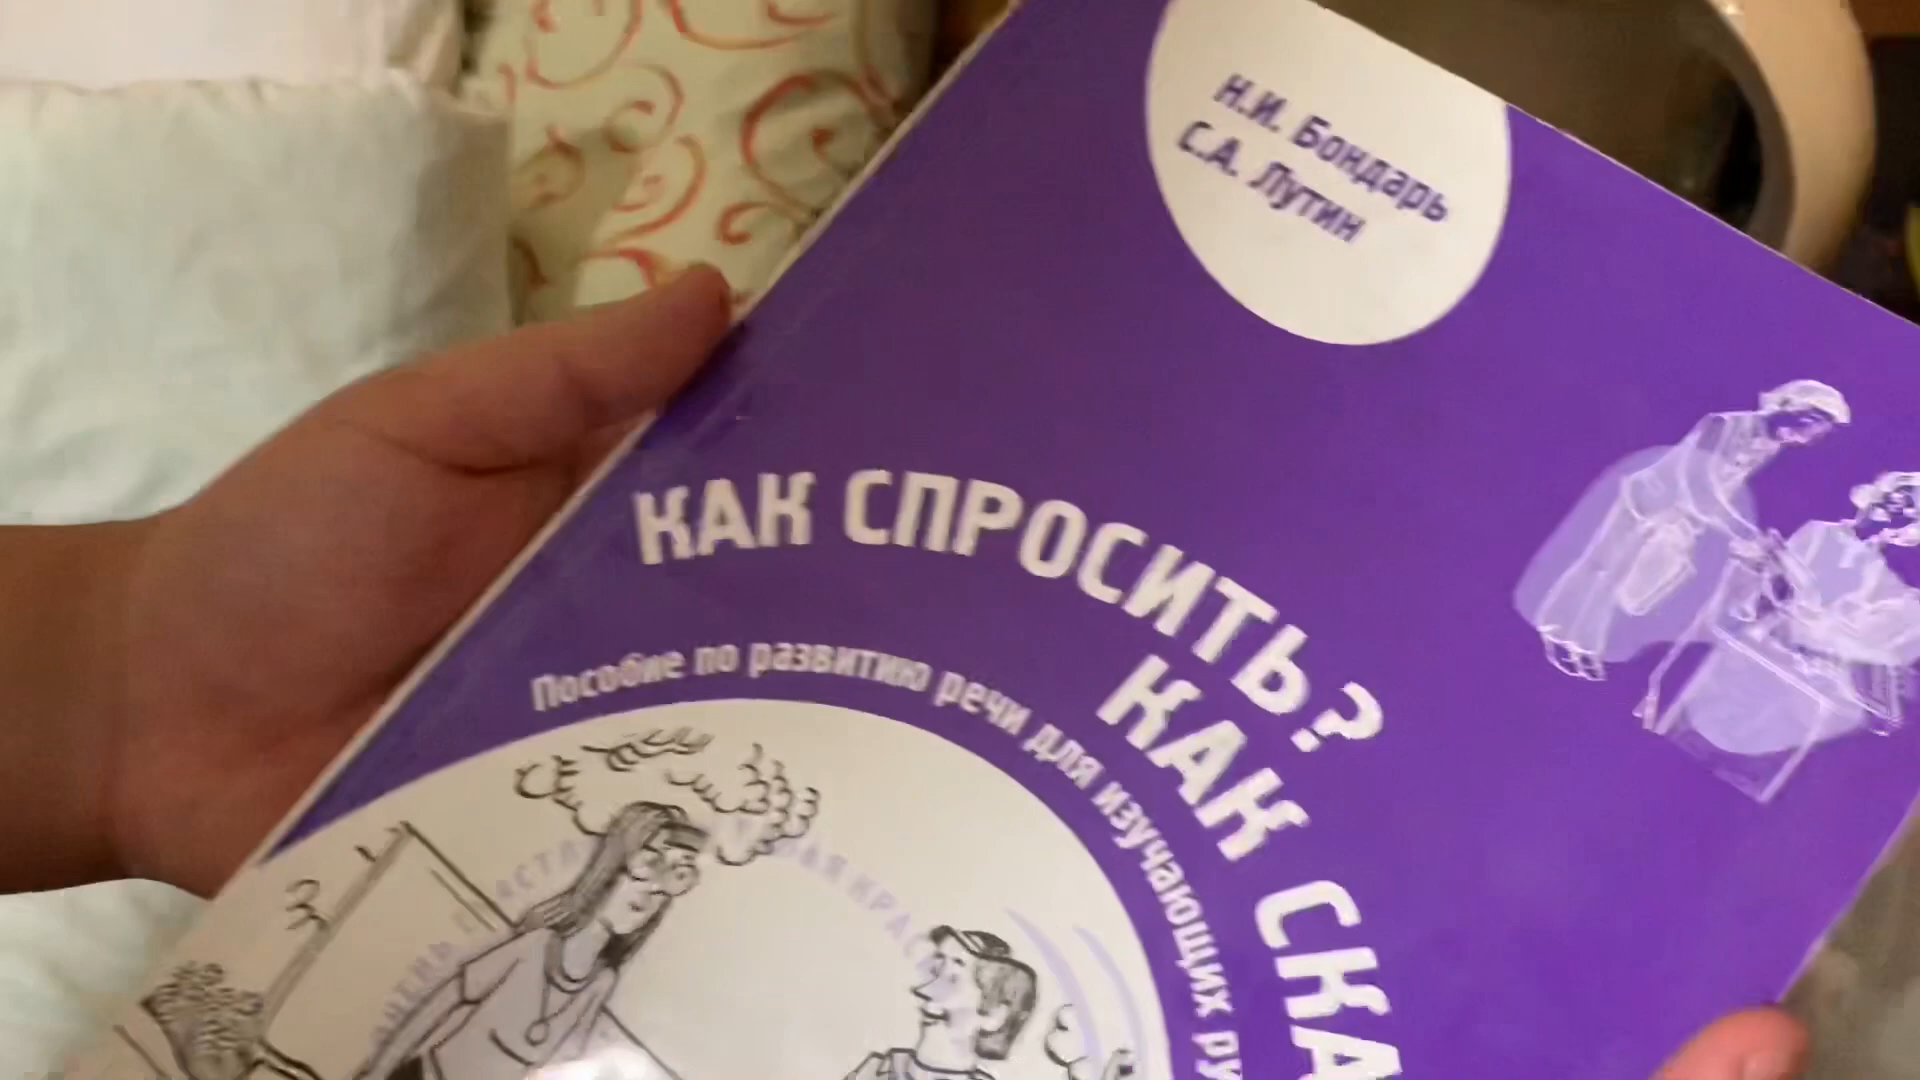 Н.И. Бондарь
С.А. Лутин
КАК СПРОСИТЬ?
КАК СКА
Пособие по развитию речи для изучающих ру